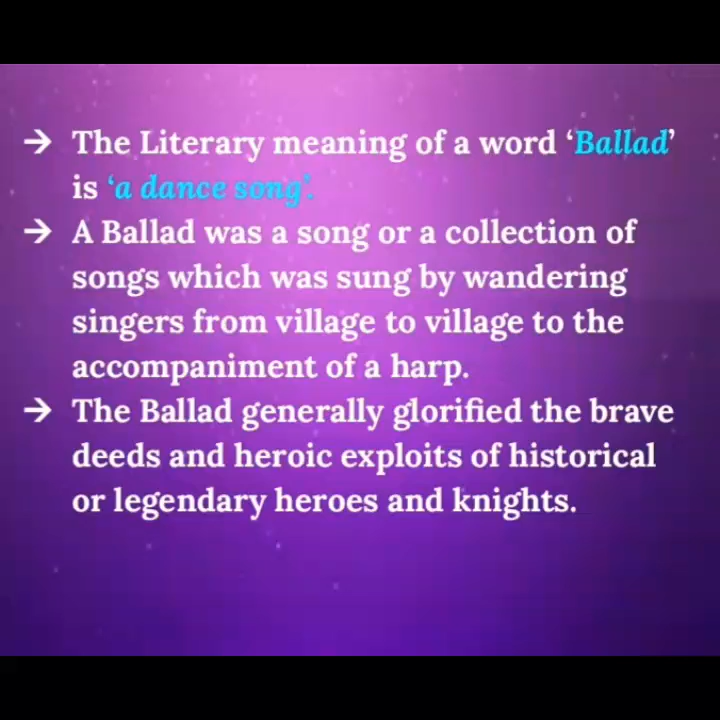 → The Literary meaning of a word ‘Ballad’
is ‘a dance song’.
→ A Ballad was a song or a collection of
songs which was sung by wandering
singers from village to village to the
accompaniment of a harp.
→ The Ballad generally glorified the brave
deeds and heroic exploits of historical
or legendary heroes and knights.